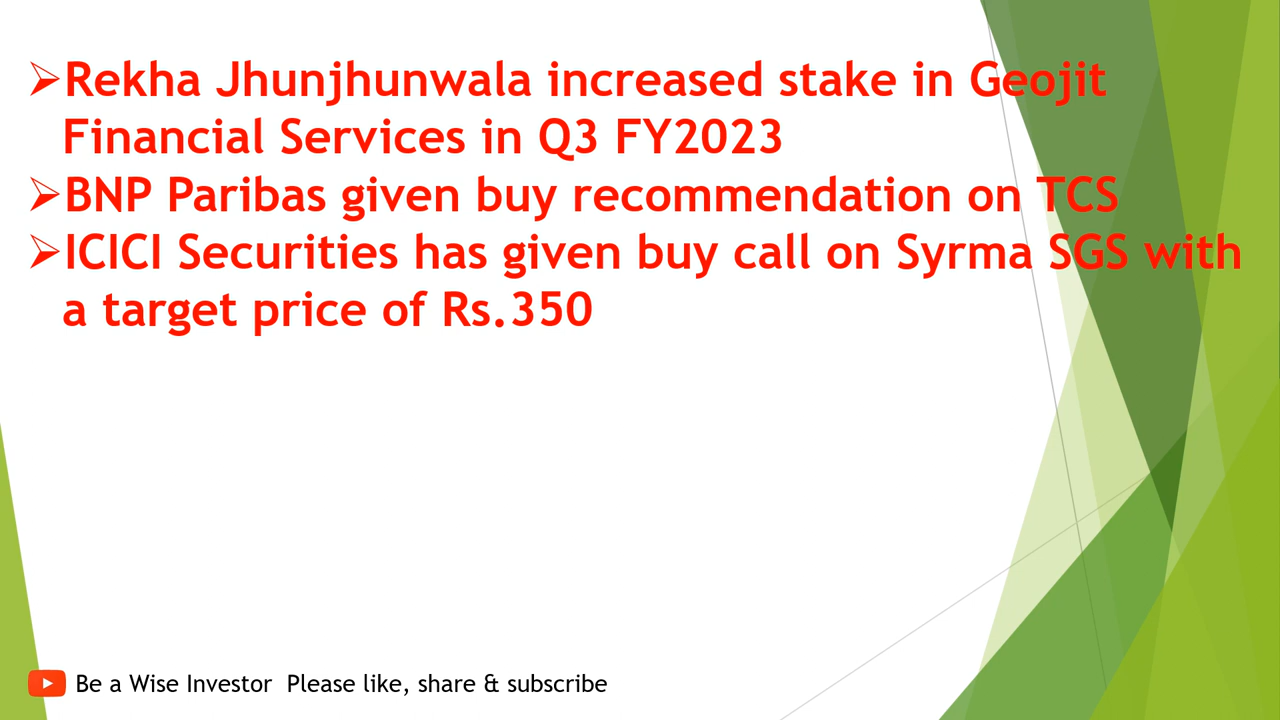 ➢Rekha Jhunjhunwala increased stake in Geojit
Financial Services in Q3 FY2023
➢BNP Paribas given buy recommendation on TCS
➢ICICI Securities has given buy call on Syrma SGS with
a target price of Rs.350
Be a Wise Investor  Please like, share & subscribe